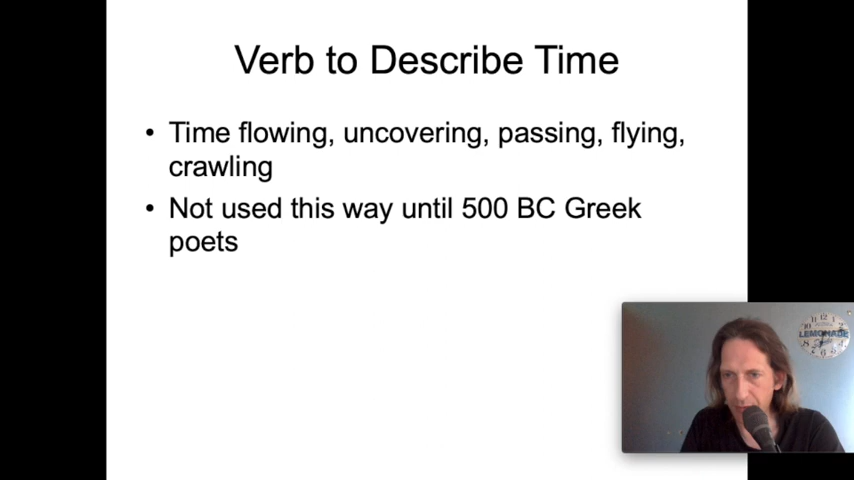 Verb to Describe Time
• Time flowing, uncovering, passing, flying,
crawling
• Not used this way until 500 BC Greek
poets
LEMONADE